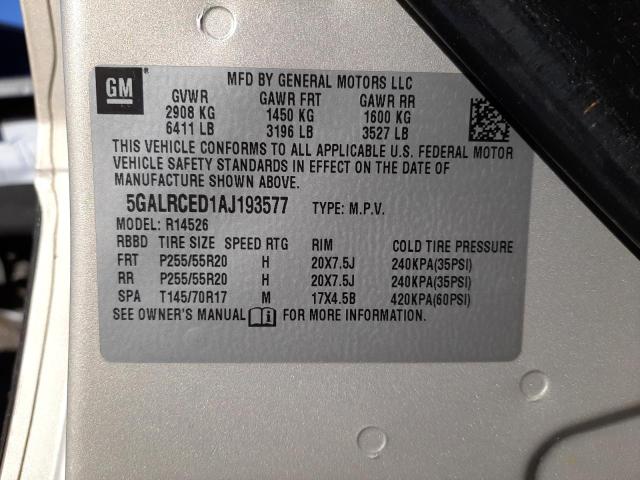 GM
MFD BY GENERAL MOTORS LLC
GVWR GAWR FRT GAWR RR
2908 KG 1450 KG 1600 KG
6411 LB 3196 LB 3527 LB
THIS VEHICLE CONFORMS TO ALL APPLICABLE U.S. FEDERAL MOTOR
VEHICLE SAFETY STANDARDS IN EFFECT ON THE DATE OF
MANUFACTURE SHOWN ABOVE.
5GALRCED1AJ193577 TYPE: M.P.V.
MODEL: R14526
RBBD TIRE SIZE SPEED RTG RIM COLD TIRE PRESSURE
FRT P255/55R20 H 20X7.5J 240KPA(35PSI)
RR P255/55R20 H 20X7.5J 240KPA(35PSI)
SPA T145/70R17 M 17X4.5B 420KPA(60PSI)
SEE OWNER'S MANUAL FOR MORE INFORMATION.